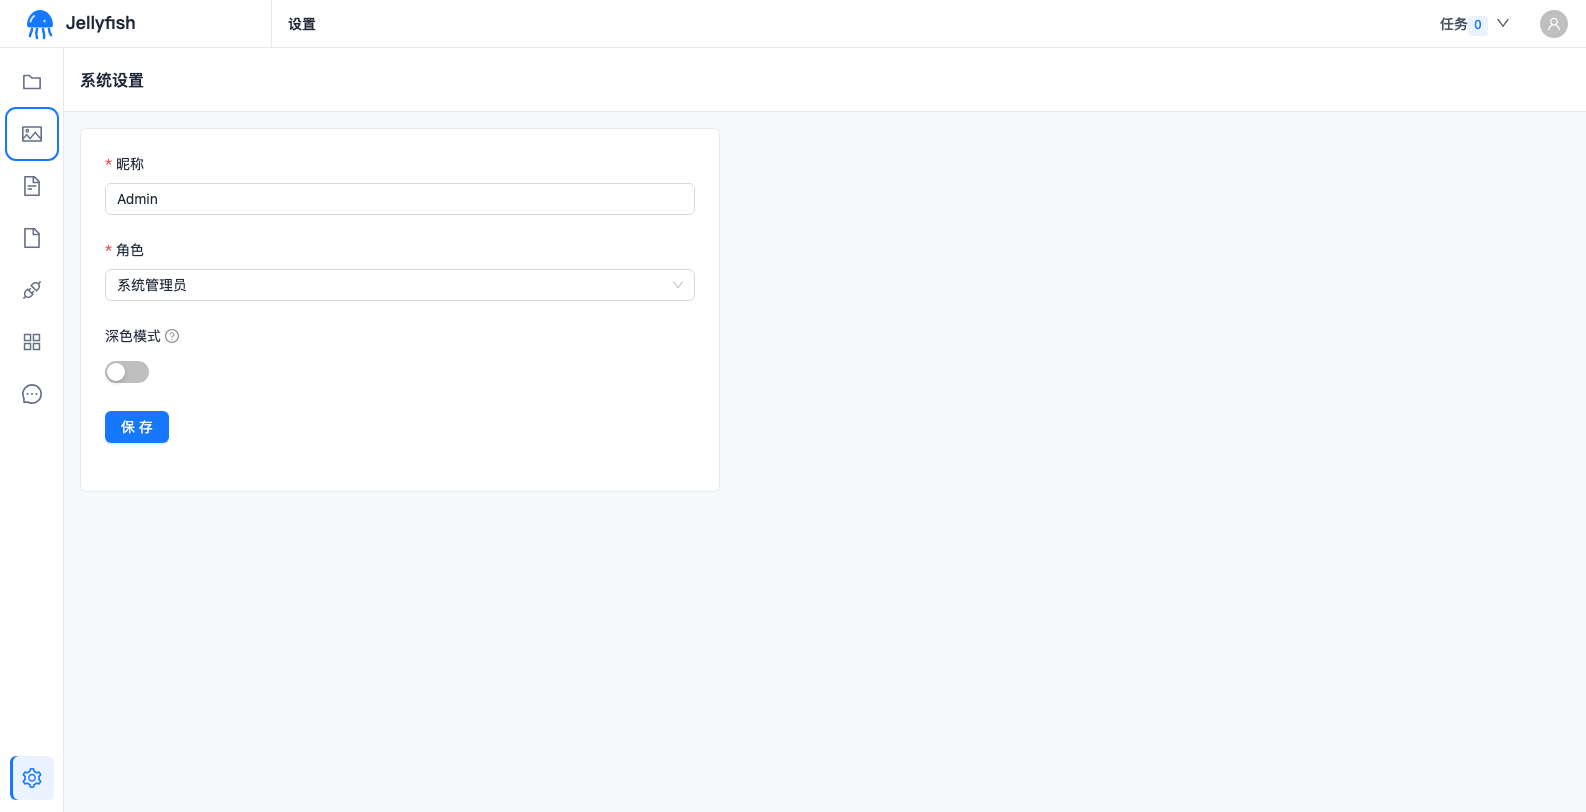 Jellyfish
设置
任务 0
系统设置
* 昵称
Admin
* 角色
系统管理员
深色模式
保 存